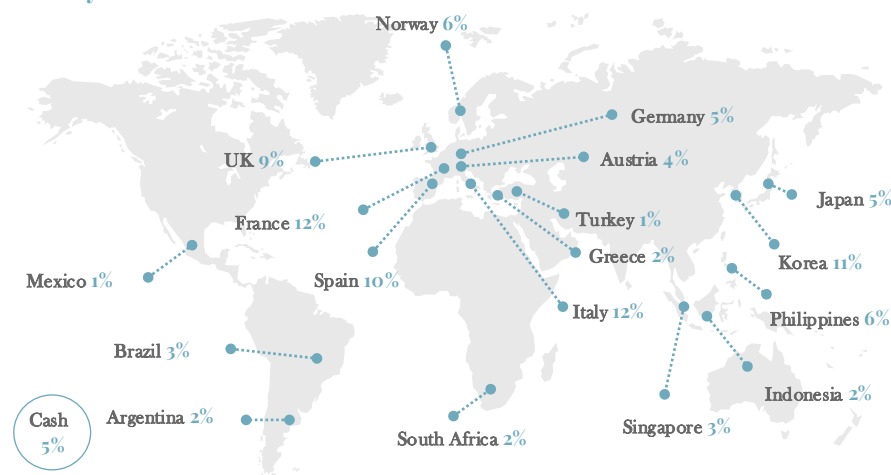 Norway 6%
Germany 5%
UK 9%
Austria 4%
Japan 5%
France 12%
Turkey 1%
Greece 2%
Korea 11%
Mexico 1%
Spain 10%
Italy 12%
Philippines 6%
Brazil 3%
Indonesia 2%
Cash
5%
Argentina 2%
South Africa 2%
Singapore 3%